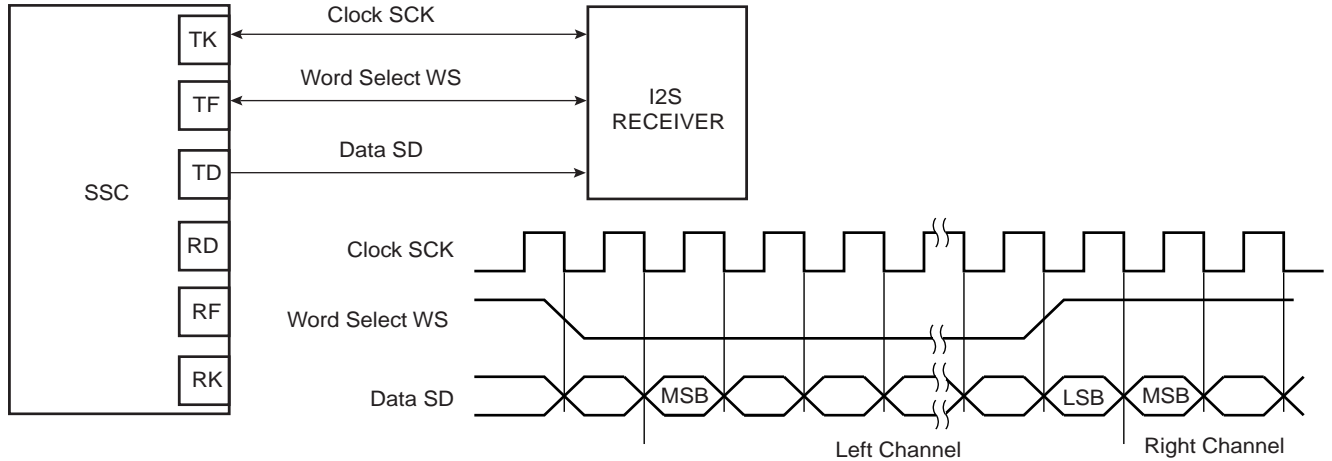 Clock SCK
TK
Word Select WS
TF
I2S
RECEIVER
Data SD
TD
SSC
RD
RF
RK
Clock SCK
Word Select WS
Data SD
MSB
LSB
MSB
Left Channel
Right Channel